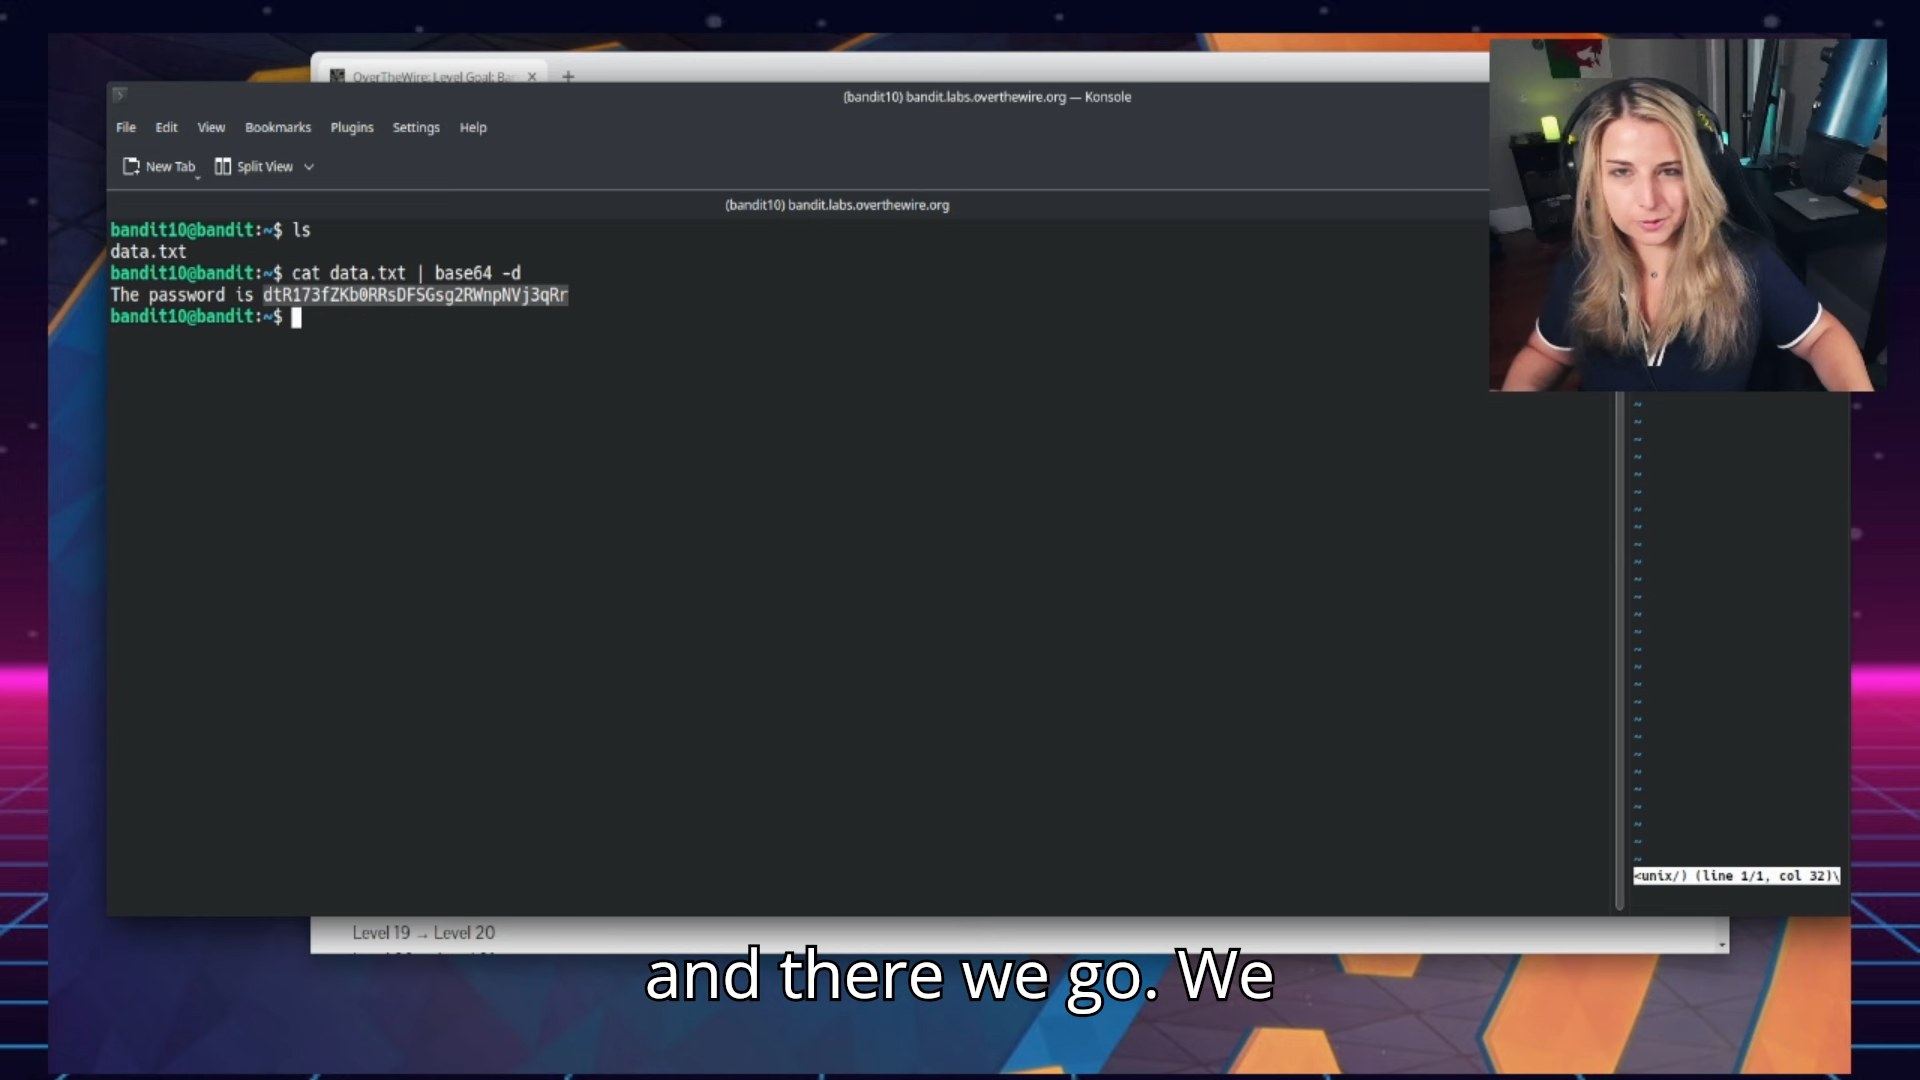 OverTheWire: Level Goal: Ban
(bandit10) bandit.labs.overthewire.org — Konsole
File Edit View Bookmarks Plugins Settings Help
New Tab Split View
(bandit10) bandit.labs.overthewire.org
bandit10@bandit:~$ ls
data.txt
bandit10@bandit:~$ cat data.txt | base64 -d
The password is dtR173fZKb0RRsDFSGsg2RWnpNVj3qRr
bandit10@bandit:~$
<unix/) (line 1/1, col 32)\
Level 19 → Level 20
and there we go. We